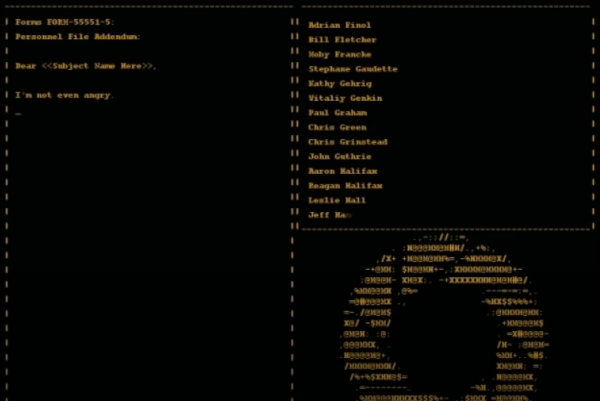 Forms FORM-55551-5:
Personnel File Addendum:
Dear <<Subject Name Here>>,
I'm not even angry.
_
Adrian Finol
Bill Fletcher
Moby Francke
Stephane Gaudette
Kathy Gehrig
Vitaliy Genkin
Paul Graham
Chris Green
Chris Grinstead
John Guthrie
Aaron Halifax
Reagan Halifax
Leslie Hall
Jeff Ha